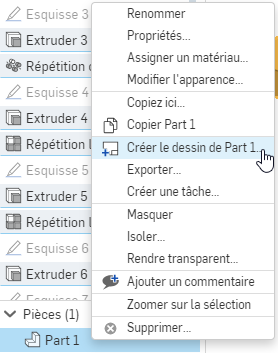 Esquisse 3
Extruder 3
Répétition
Esquisse 4
Extruder 4
Répétition l
Esquisse 5
Extruder 5
Répétition l
Esquisse 6
Extruder 6
Esquisse 7
Pièces (1)
Part 1
Renommer
Propriétés...
Assigner un matériau...
Modifier l'apparence...
Copiez ici...
Copier Part 1
Créer le dessin de Part 1...
Exporter...
Créer une tâche...
Masquer
Isoler...
Rendre transparent...
Ajouter un commentaire
Zoomer sur la sélection
Supprimer...